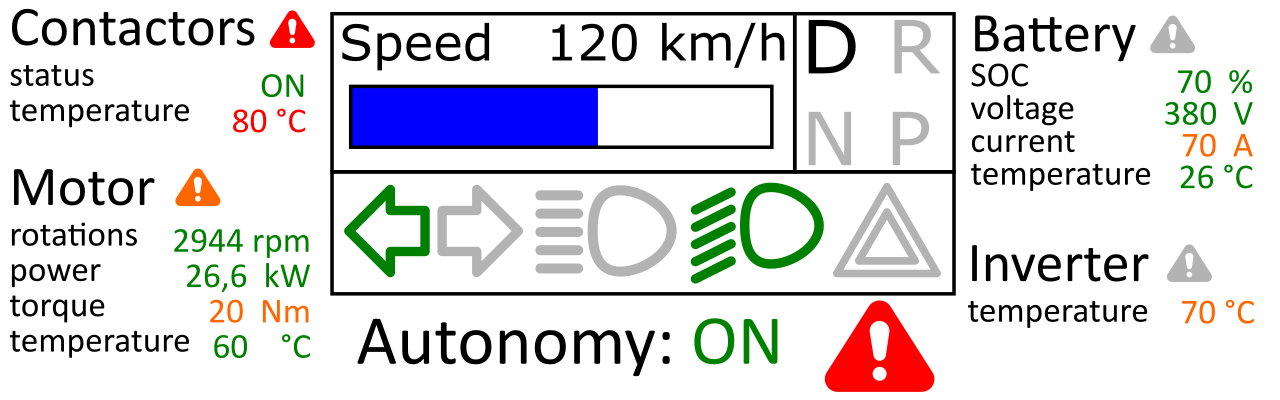 Contactors
status ON
temperature 80 °C
Motor
rotations 2944 rpm
power 26,6 kW
torque 20 Nm
temperature 60 °C
Speed 120 km/h
D R
N P
Autonomy: ON
Battery
SOC 70 %
voltage 380 V
current 70 A
temperature 26 °C
Inverter
temperature 70 °C